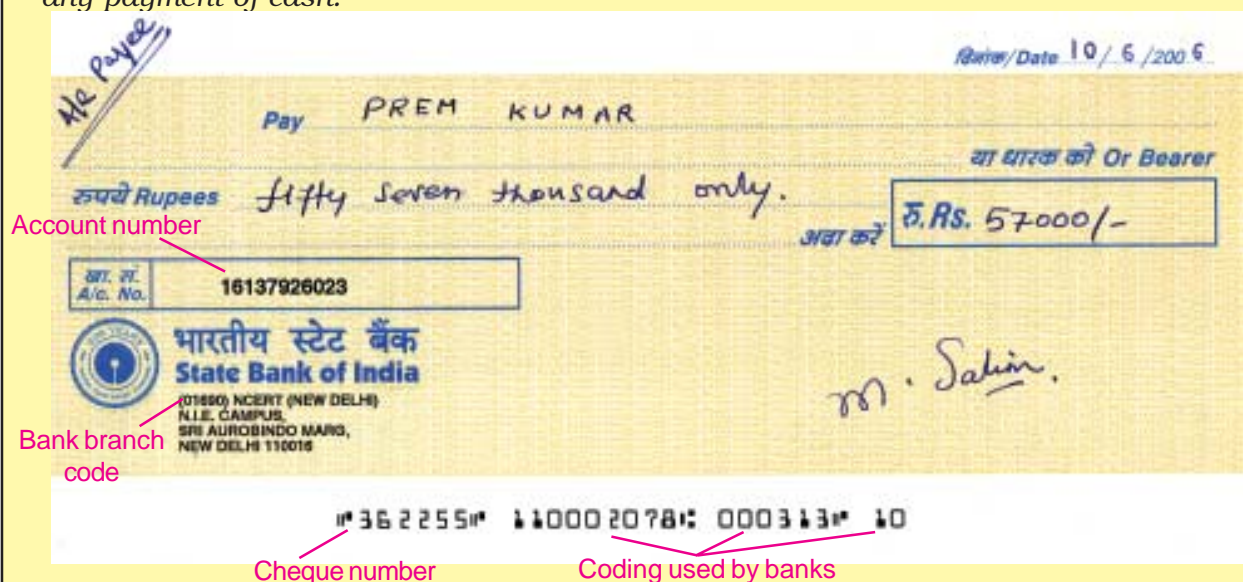 any payment of cash.
A/c Payee
दिनांक/Date 10/6/2006
Pay PREM KUMAR
या धारक को Or Bearer
रुपये Rupees fifty seven thousand only.
अदा करें रु.Rs. 57000/-
Account number
खा. सं.
A/c. No. 16137926023
भारतीय स्टेट बैंक
State Bank of India
(01690) NCERT (NEW DELHI)
N.I.E. CAMPUS,
SRI AUROBINDO MARG,
NEW DELHI 110016
M. Salim.
Bank branch
code
⑈362255⑈ 110002078⑆ 000313⑈ 10
Cheque number
Coding used by banks